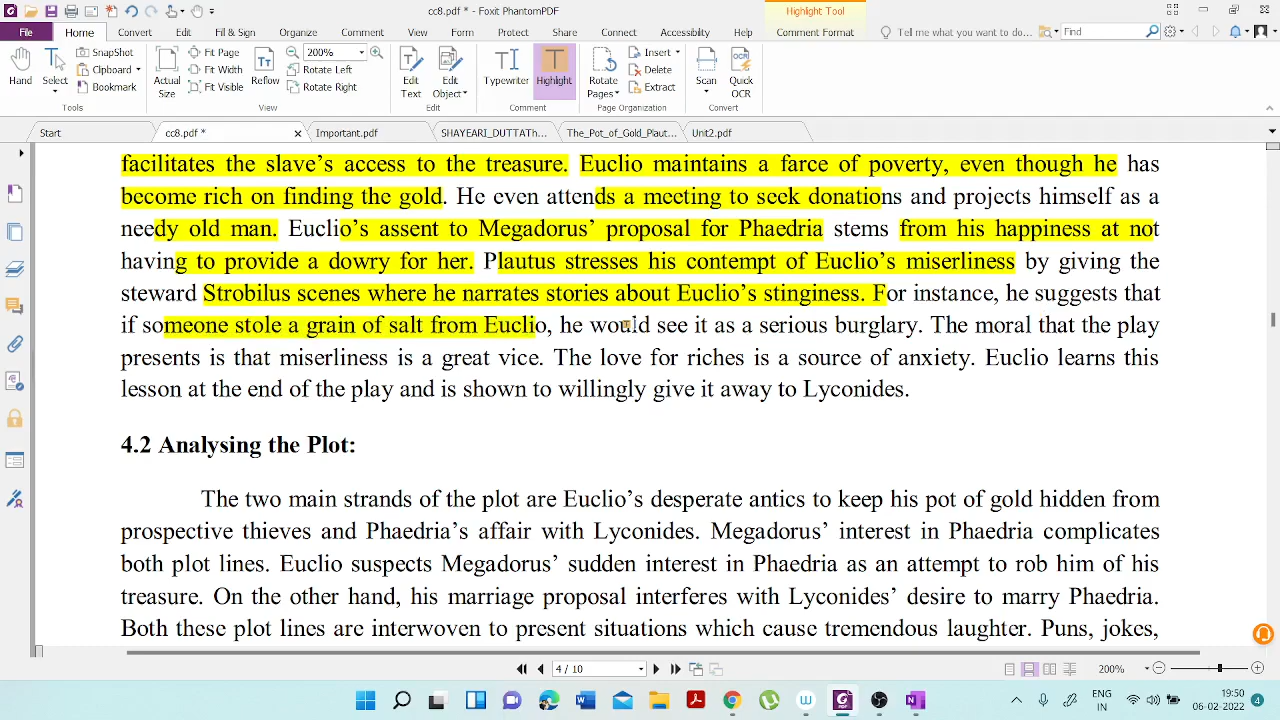 cc8.pdf * - Foxit PhantomPDF
Highlight Tool
File Home Convert Edit Fill & Sign Organize Comment View Form Protect Share Connect Accessibility Help Comment Format Tell me what you want to do... Find
Hand
Select
SnapShot
Clipboard
Bookmark
Tools
Actual Size
Fit Page
Fit Width
Fit Visible
Reflow
200%
Rotate Left
Rotate Right
View
Edit Text
Edit Object
Edit
Typewriter
Highlight
Comment
Rotate Pages
Insert
Delete
Extract
Page Organization
Scan
Quick OCR
Convert
Start cc8.pdf * Important.pdf SHAYEARI_DUTTATh... The_Pot_of_Gold_Plaut... Unit2.pdf
facilitates the slave's access to the treasure. Euclio maintains a farce of poverty, even though he has
become rich on finding the gold. He even attends a meeting to seek donations and projects himself as a
needy old man. Euclio's assent to Megadorus' proposal for Phaedria stems from his happiness at not
having to provide a dowry for her. Plautus stresses his contempt of Euclio's miserliness by giving the
steward Strobilus scenes where he narrates stories about Euclio's stinginess. For instance, he suggests that
if someone stole a grain of salt from Euclio, he would see it as a serious burglary. The moral that the play
presents is that miserliness is a great vice. The love for riches is a source of anxiety. Euclio learns this
lesson at the end of the play and is shown to willingly give it away to Lyconides.
4.2 Analysing the Plot:
The two main strands of the plot are Euclio's desperate antics to keep his pot of gold hidden from
prospective thieves and Phaedria's affair with Lyconides. Megadorus' interest in Phaedria complicates
both plot lines. Euclio suspects Megadorus' sudden interest in Phaedria as an attempt to rob him of his
treasure. On the other hand, his marriage proposal interferes with Lyconides' desire to marry Phaedria.
Both these plot lines are interwoven to present situations which cause tremendous laughter. Puns, jokes,
4 / 10
200%
ENG
IN
19:50
06-02-2022
4